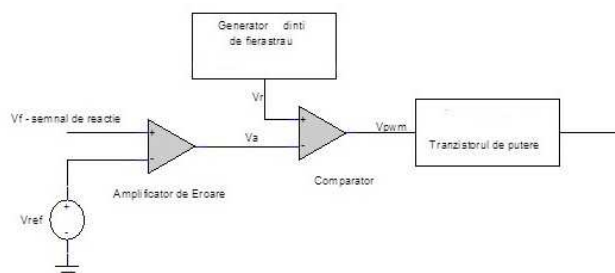 Generator dinti
de fierastrau
Vr
Vf - semnal de reactie
+
-
Va
+
-
Vpwm
Tranzistorul de putere
Amplificator de Eroare
Comparator
Vref
+
-